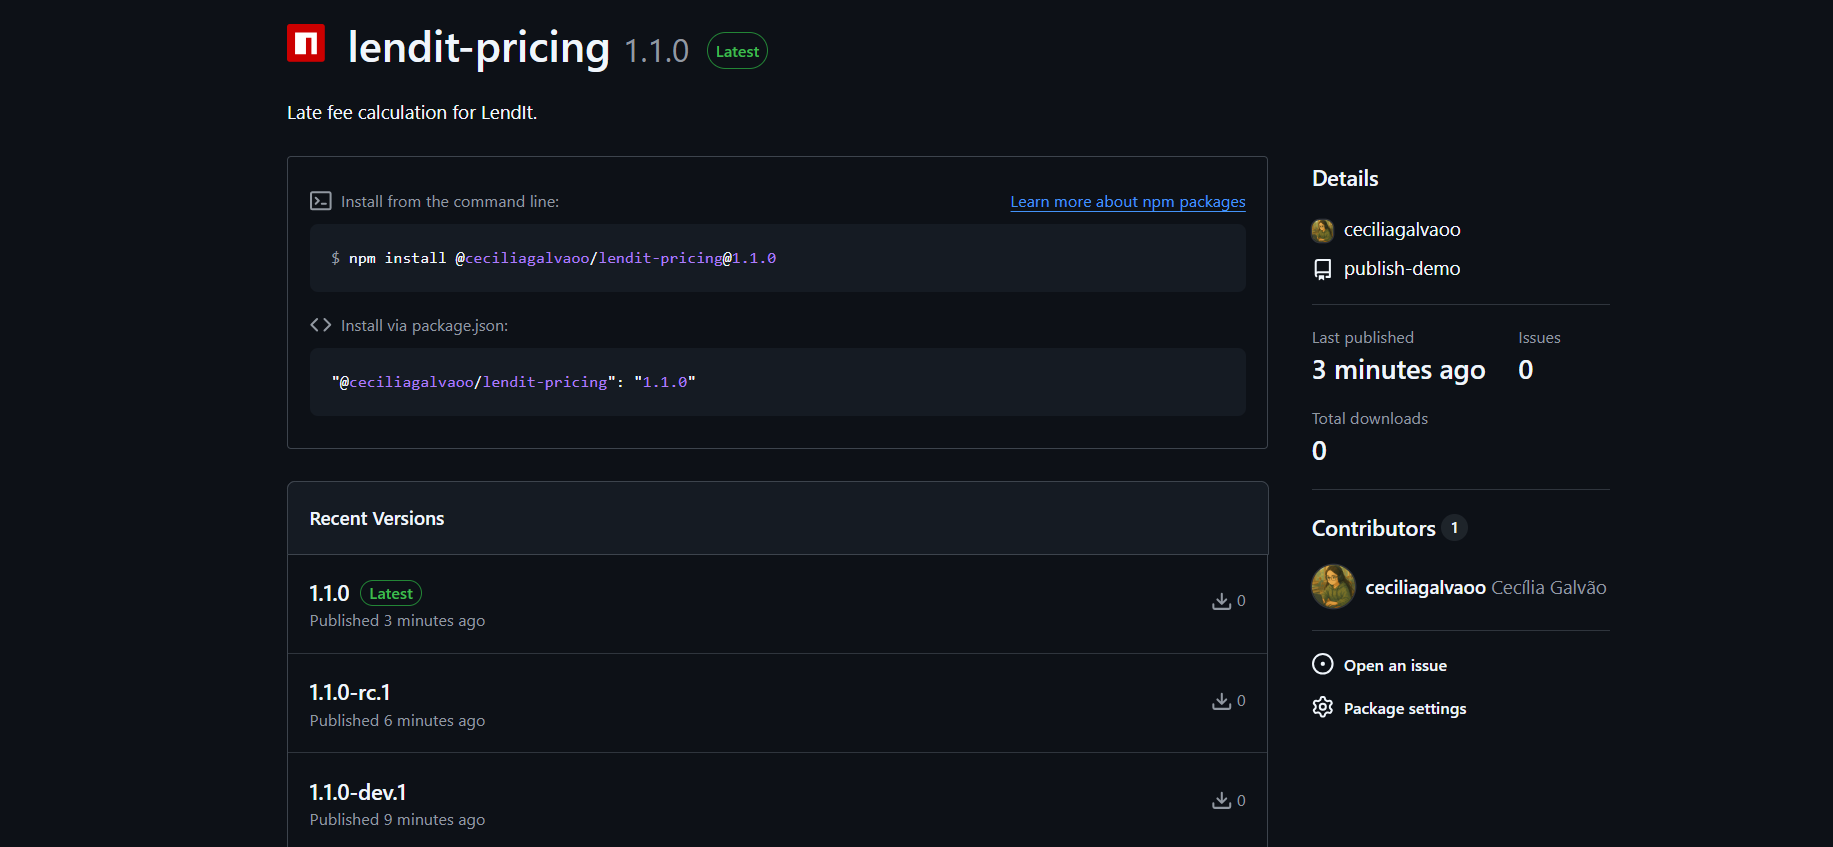 lendit-pricing 1.1.0 Latest
Late fee calculation for LendIt.
Install from the command line:
Learn more about npm packages
$ npm install @ceciliagalvaoo/lendit-pricing@1.1.0
Install via package.json:
"@ceciliagalvaoo/lendit-pricing": "1.1.0"
Recent Versions
1.1.0 Latest
Published 3 minutes ago
0
1.1.0-rc.1
Published 6 minutes ago
0
1.1.0-dev.1
Published 9 minutes ago
0
Details
ceciliagalvaoo
publish-demo
Last published
3 minutes ago
Issues
0
Total downloads
0
Contributors 1
ceciliagalvaoo Cecília Galvão
Open an issue
Package settings